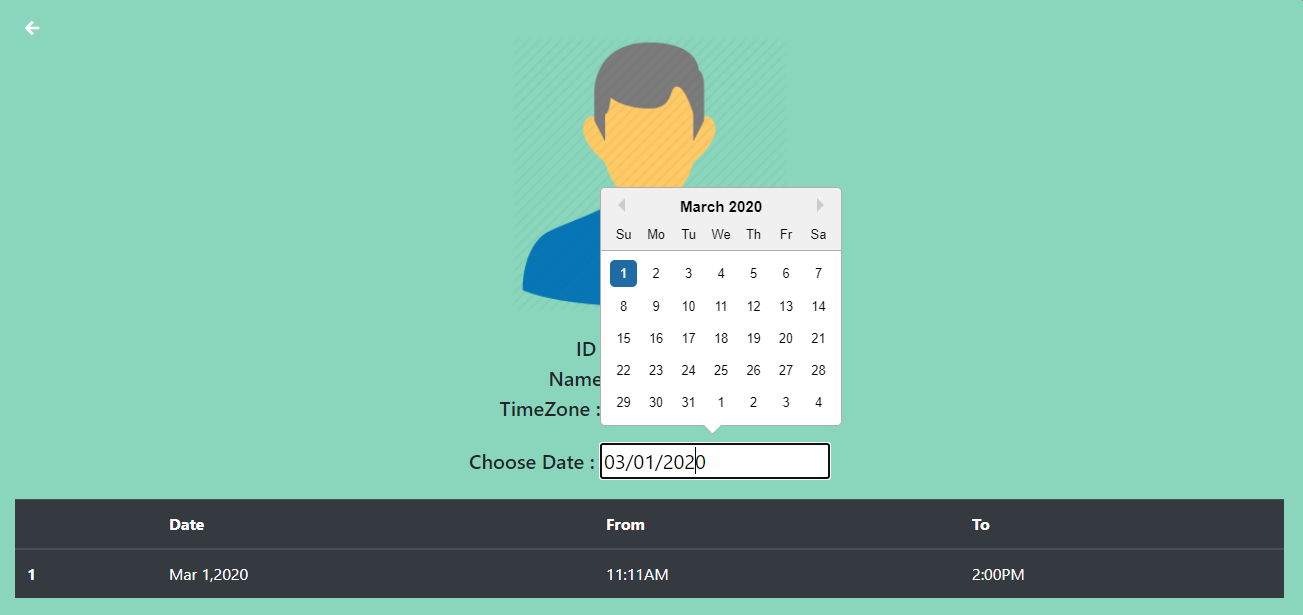 March 2020
Su Mo Tu We Th Fr Sa
1 2 3 4 5 6 7
8 9 10 11 12 13 14
15 16 17 18 19 20 21
22 23 24 25 26 27 28
29 30 31 1 2 3 4
ID
Name
TimeZone :
Choose Date : 03/01/2020
Date From To
1 Mar 1,2020 11:11AM 2:00PM